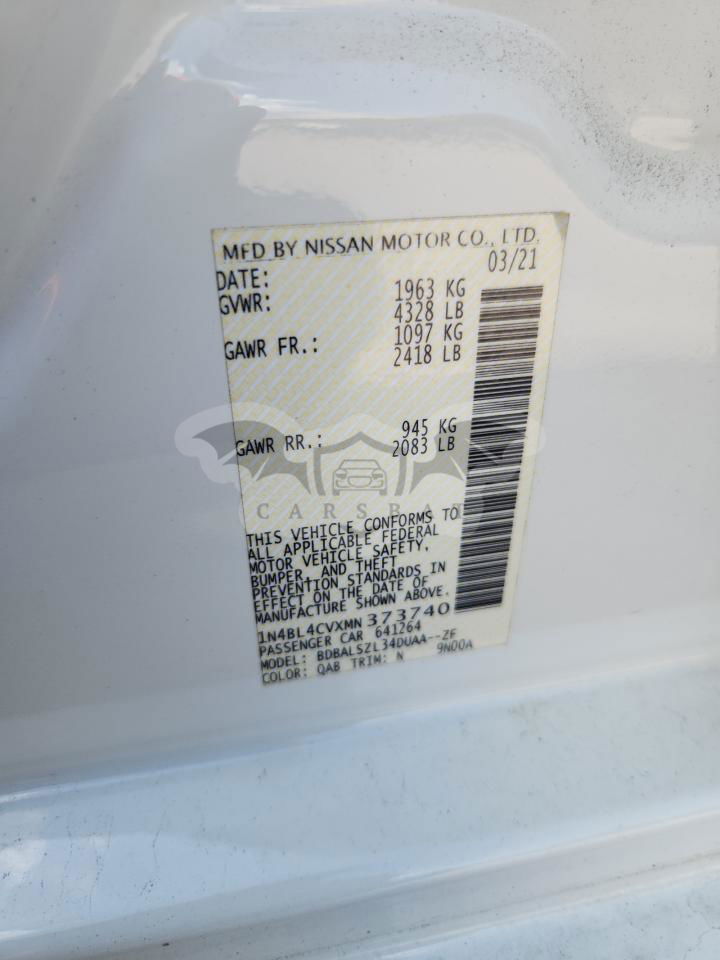 MFD BY NISSAN MOTOR CO., LTD.
DATE: 03/21
GVWR: 1963 KG
4328 LB
GAWR FR.: 1097 KG
2418 LB
GAWR RR.: 945 KG
2083 LB
CARSBAT
THIS VEHICLE CONFORMS TO
ALL APPLICABLE FEDERAL
MOTOR VEHICLE SAFETY,
BUMPER, AND THEFT
PREVENTION STANDARDS IN
EFFECT ON THE DATE OF
MANUFACTURE SHOWN ABOVE.
1N4BL4CVXMN373740
PASSENGER CAR 641264
MODEL: BDBALSZL34DUAA--ZF
COLOR: QAB TRIM: N 9N00A